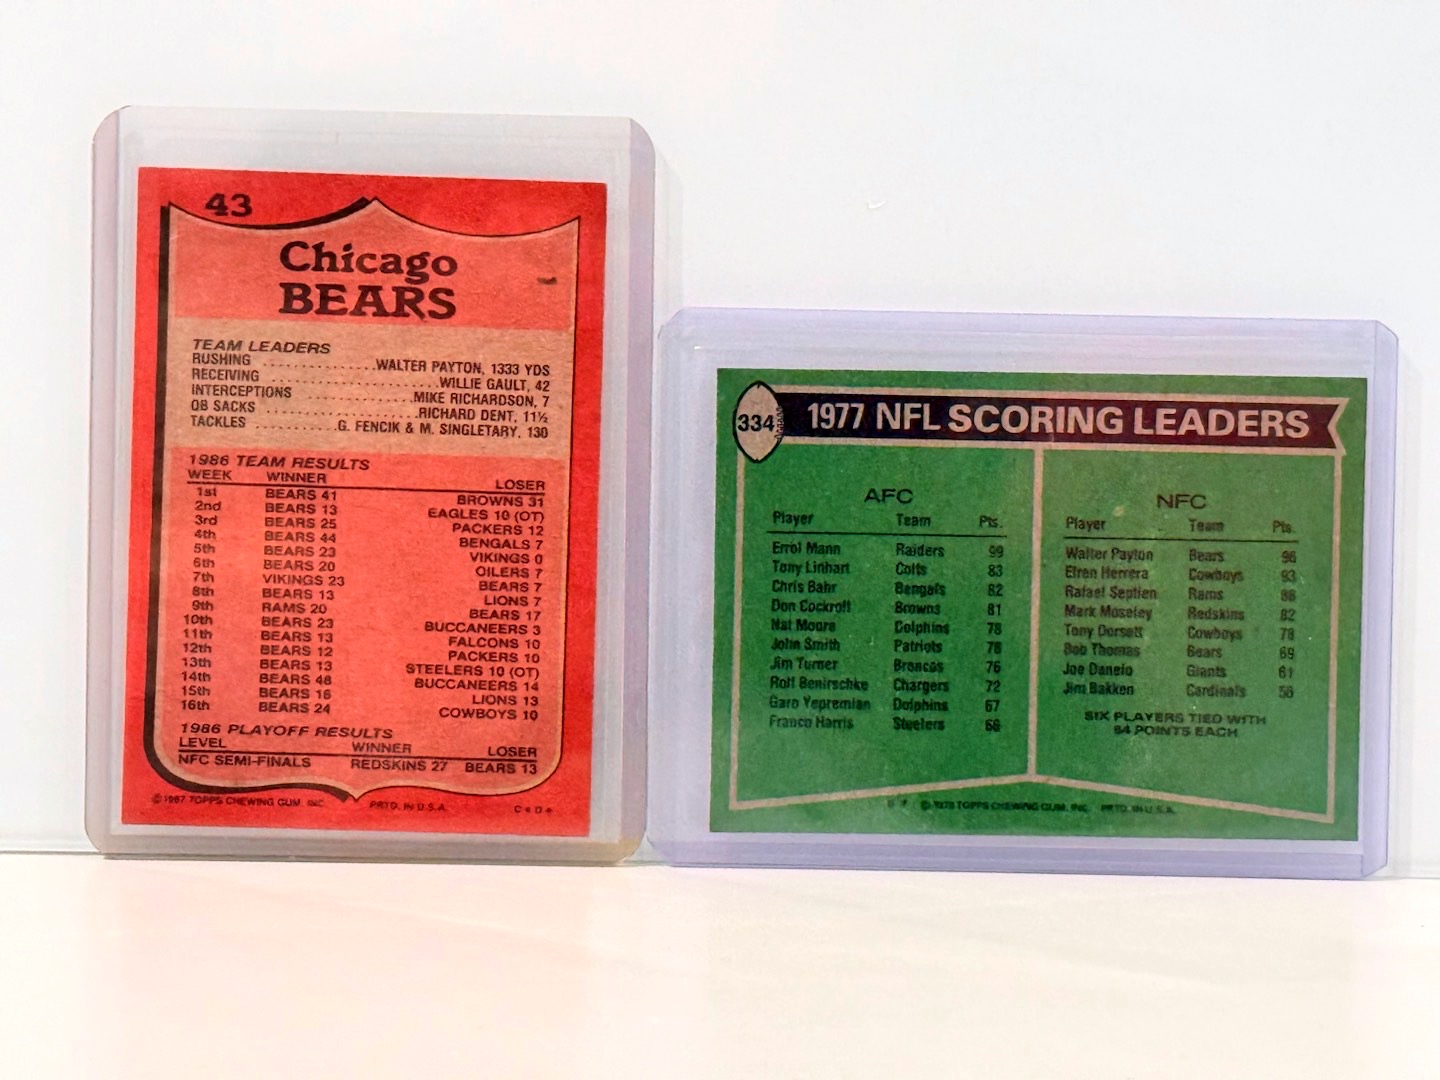 43
Chicago
BEARS
TEAM LEADERS
RUSHING ............... WALTER PAYTON, 1333 YDS
RECEIVING ...................... WILLIE GAULT, 42
INTERCEPTIONS ................ MIKE RICHARDSON, 7
QB SACKS .................... RICHARD DENT, 11½
TACKLES ........... G. FENCIK & M. SINGLETARY, 130
1986 TEAM RESULTS
WEEK WINNER LOSER
1st BEARS 41 BROWNS 31
2nd BEARS 13 EAGLES 10 (OT)
3rd BEARS 25 PACKERS 12
4th BEARS 44 BENGALS 7
5th BEARS 23 VIKINGS 0
6th BEARS 20 OILERS 7
7th VIKINGS 23 BEARS 7
8th BEARS 13 LIONS 7
9th RAMS 20 BEARS 17
10th BEARS 23 BUCCANEERS 3
11th BEARS 13 FALCONS 10
12th BEARS 12 PACKERS 10
13th BEARS 13 STEELERS 10 (OT)
14th BEARS 48 BUCCANEERS 14
15th BEARS 16 LIONS 13
16th BEARS 24 COWBOYS 10
1986 PLAYOFF RESULTS
LEVEL WINNER LOSER
NFC SEMI-FINALS REDSKINS 27 BEARS 13
©1987 TOPPS CHEWING GUM, INC. PRTD. IN U.S.A. C*D*
334 1977 NFL SCORING LEADERS
AFC
Player Team Pts.
Errol Mann Raiders 99
Tony Linhart Colts 83
Chris Bahr Bengals 82
Don Cockroft Browns 81
Nat Moore Dolphins 78
John Smith Patriots 78
Jim Turner Broncos 76
Rolf Benirschke Chargers 72
Garo Yepremian Dolphins 67
Franco Harris Steelers 66
NFC
Player Team Pts.
Walter Payton Bears 96
Efren Herrera Cowboys 93
Rafael Septien Rams 86
Mark Moseley Redskins 82
Tony Dorsett Cowboys 78
Bob Thomas Bears 69
Joe Danelo Giants 61
Jim Bakken Cardinals 56
SIX PLAYERS TIED WITH
54 POINTS EACH
© 1978 TOPPS CHEWING GUM, INC. PRTD. IN U.S.A.